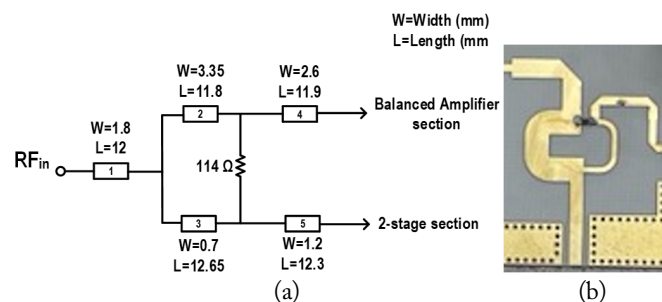 W=Width (mm)
L=Length (mm
W=3.35
L=11.8
2
W=2.6
L=11.9
4
Balanced Amplifier
section
W=1.8
L=12
RFin
1
114 Ω
3
W=0.7
L=12.65
5
W=1.2
L=12.3
2-stage section
(a)
(b)